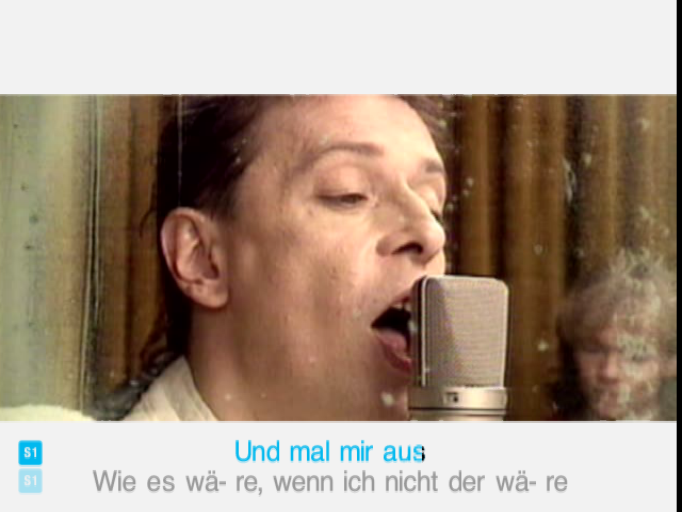 S1 Und mal mir aus
S1 Wie es wä- re, wenn ich nicht der wä- re